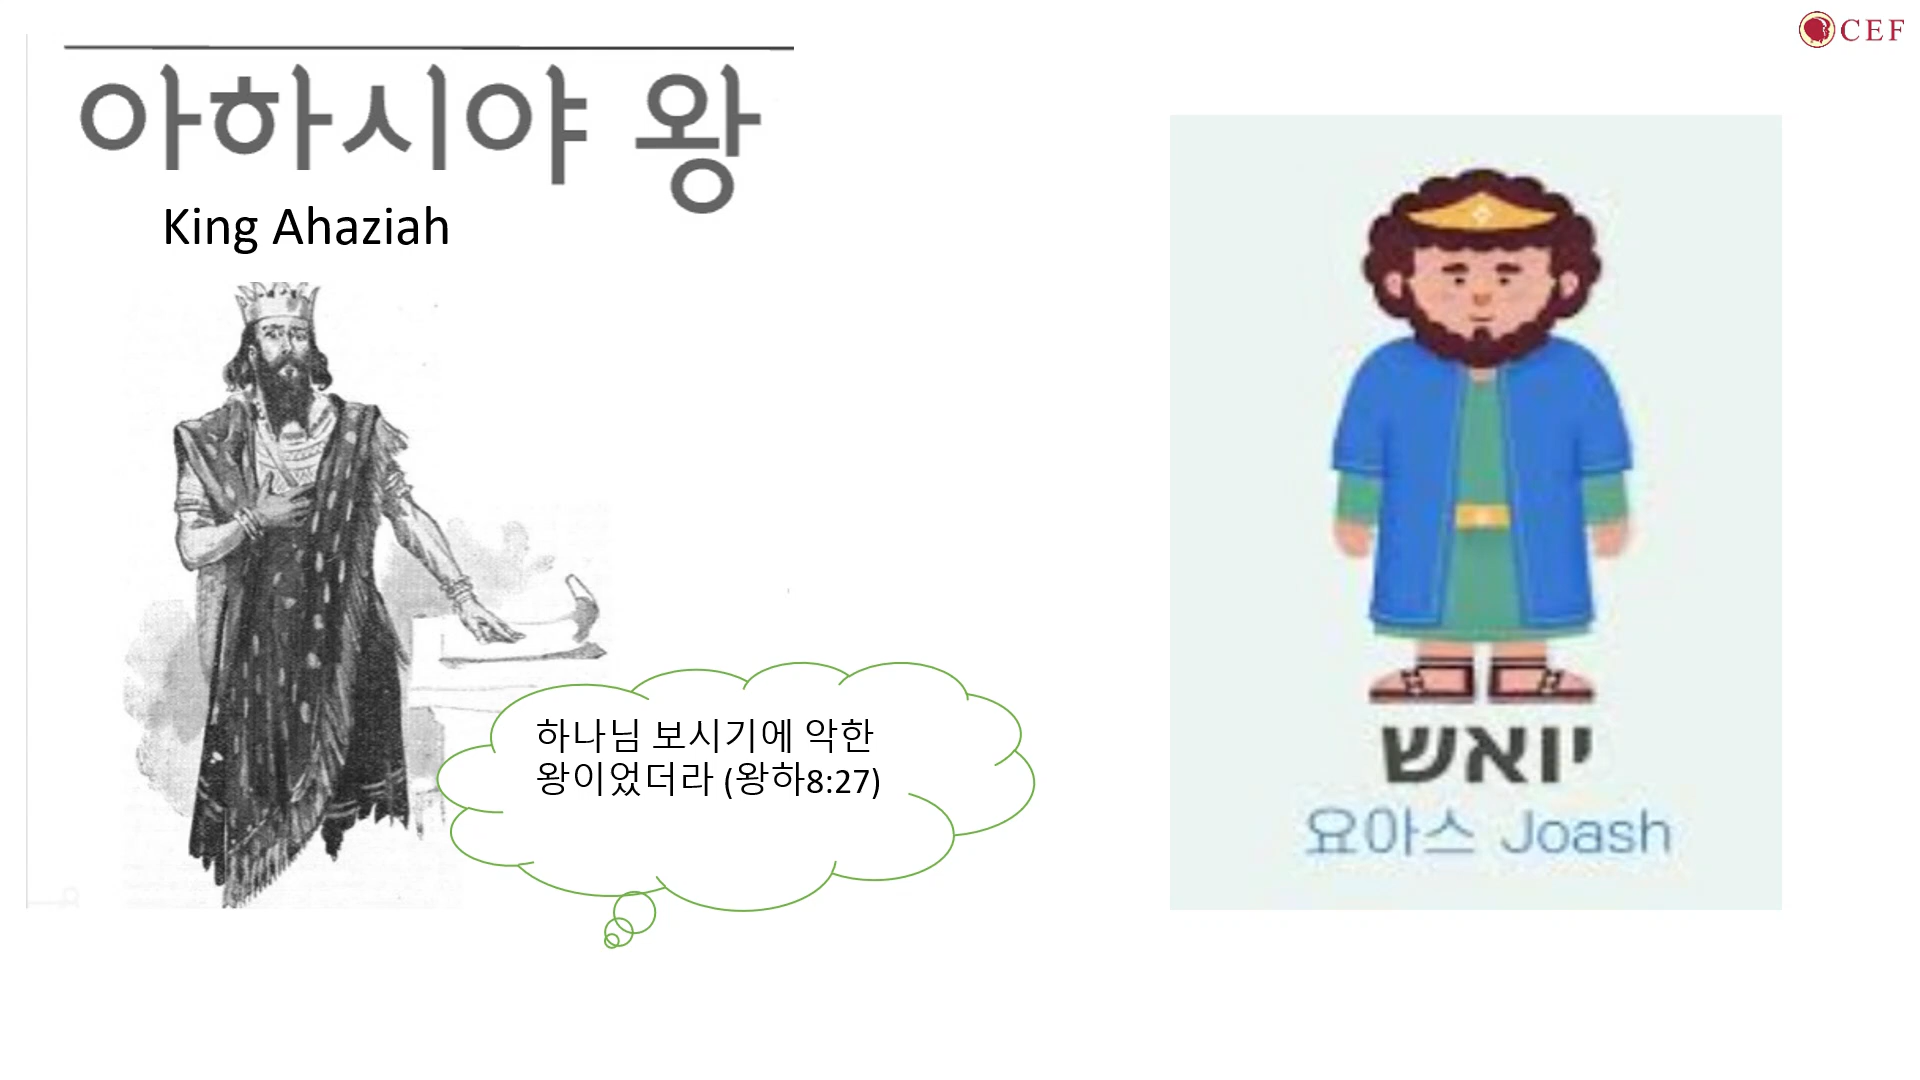 CEF
아하시야 왕
King Ahaziah
하나님 보시기에 악한
왕이었더라 (왕하8:27)
יואש
요아스 Joash